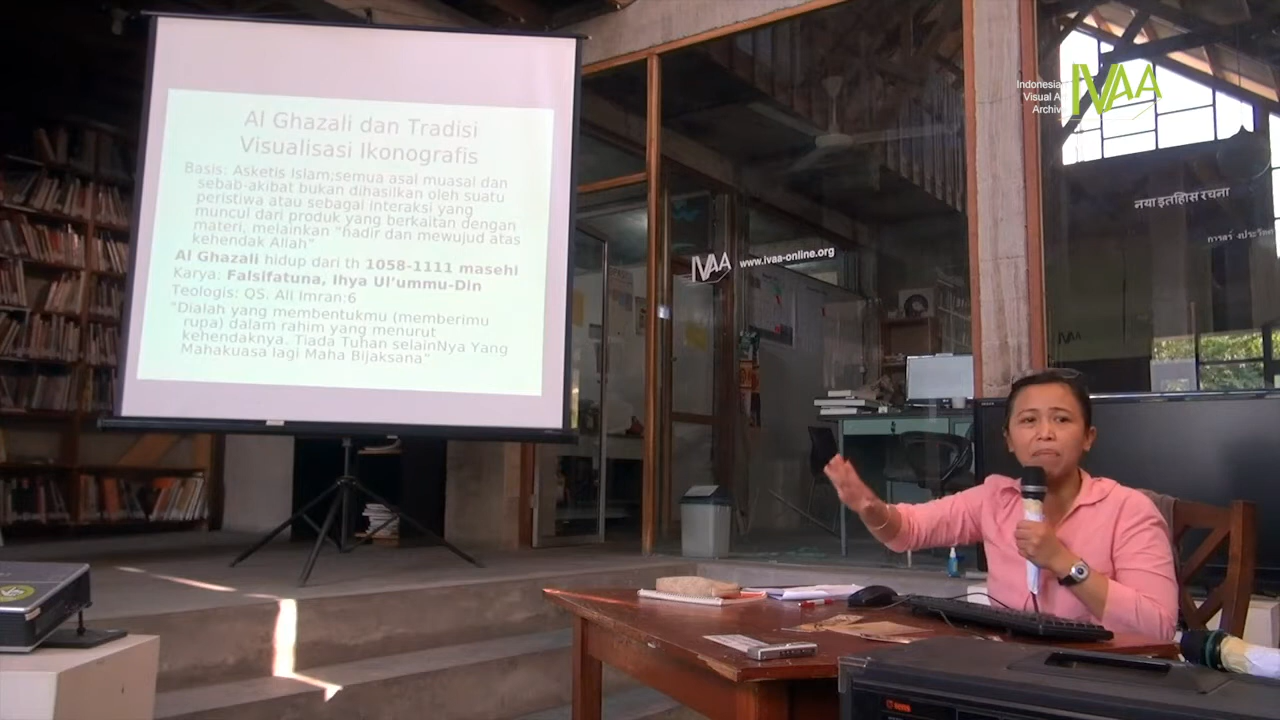 Al Ghazali dan Tradisi
Visualisasi Ikonografis
Basis: Asketis Islam:semua asal muasal dan
sebab-akibat bukan dihasilkan oleh suatu
peristiwa atau sebagai interaksi yang
muncul dari produk yang berkaitan dengan
materi, melainkan "hadir dan mewujud atas
kehendak Allah"
Al Ghazali hidup dari th 1058-1111 masehi
Karya: Falsifatuna, Ihya Ul'ummu-Din
Teologis: QS. Ali Imran:6
"Dialah yang membentukmu (memberimu
rupa) dalam rahim yang menurut
kehendaknya. Tiada Tuhan selainNya Yang
Mahakuasa lagi Maha Bijaksana"
Indonesia
Visual A
Archiv
IVAA
IVAA www.ivaa-online.org
नया इतिहास रचना